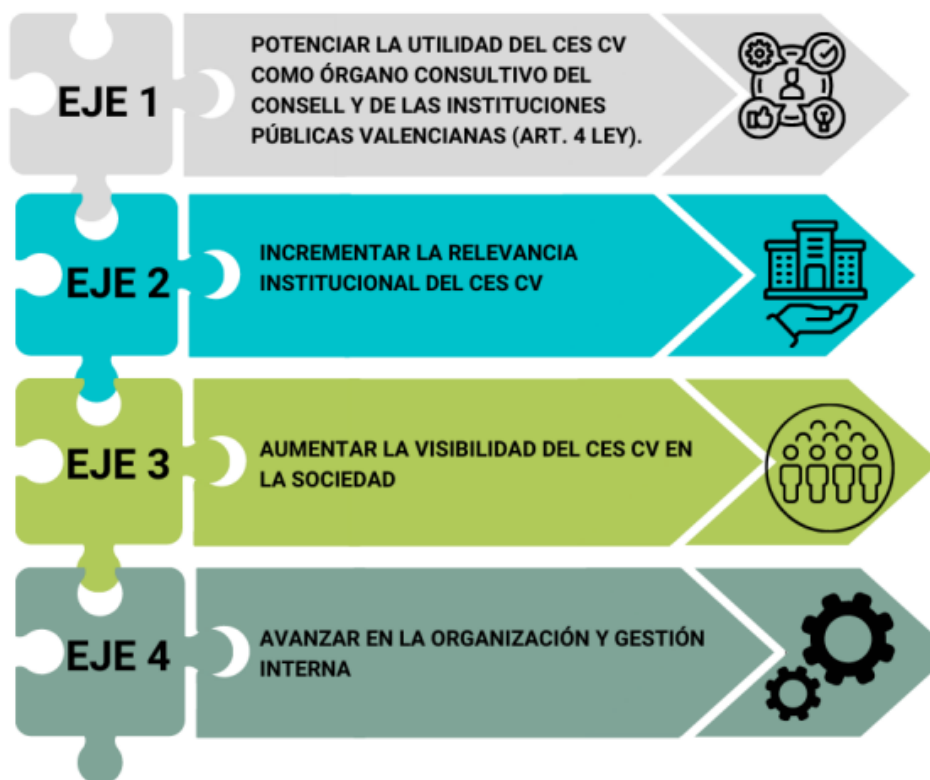 EJE 1
POTENCIAR LA UTILIDAD DEL CES CV
COMO ÓRGANO CONSULTIVO DEL
CONSELL Y DE LAS INSTITUCIONES
PÚBLICAS VALENCIANAS (ART. 4 LEY).
EJE 2
INCREMENTAR LA RELEVANCIA
INSTITUCIONAL DEL CES CV
EJE 3
AUMENTAR LA VISIBILIDAD DEL CES CV EN
LA SOCIEDAD
EJE 4
AVANZAR EN LA ORGANIZACIÓN Y GESTIÓN
INTERNA